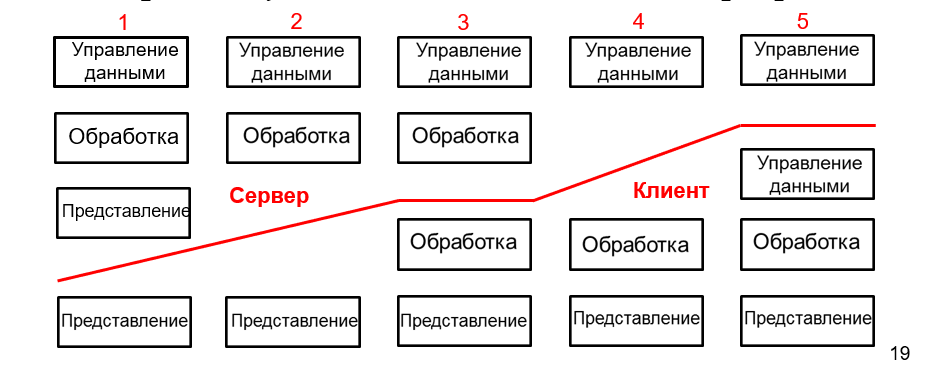 1 2 3 4 5
Управление Управление Управление Управление Управление
данными данными данными данными данными
Обработка Обработка Обработка
Управление
данными
Сервер Клиент
Представление
Обработка Обработка Обработка
Представление Представление Представление Представление Представление
19